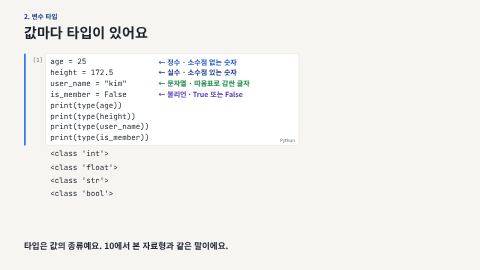 2. 변수 타입
값마다 타입이 있어요
[1] age = 25 ← 정수 · 소수점 없는 숫자
height = 172.5 ← 실수 · 소수점 있는 숫자
user_name = "kim" ← 문자열 · 따옴표로 감싼 글자
is_member = False ← 불리언 · True 또는 False
print(type(age))
print(type(height))
print(type(user_name))
print(type(is_member))
Python
<class 'int'>
<class 'float'>
<class 'str'>
<class 'bool'>
타입은 값의 종류예요. 10에서 본 자료형과 같은 말이에요.